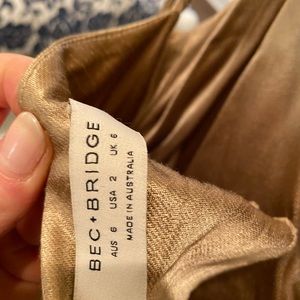 BEC + BRIDGE
AUS 6 USA 2 UK 6
MADE IN AUSTRALIA